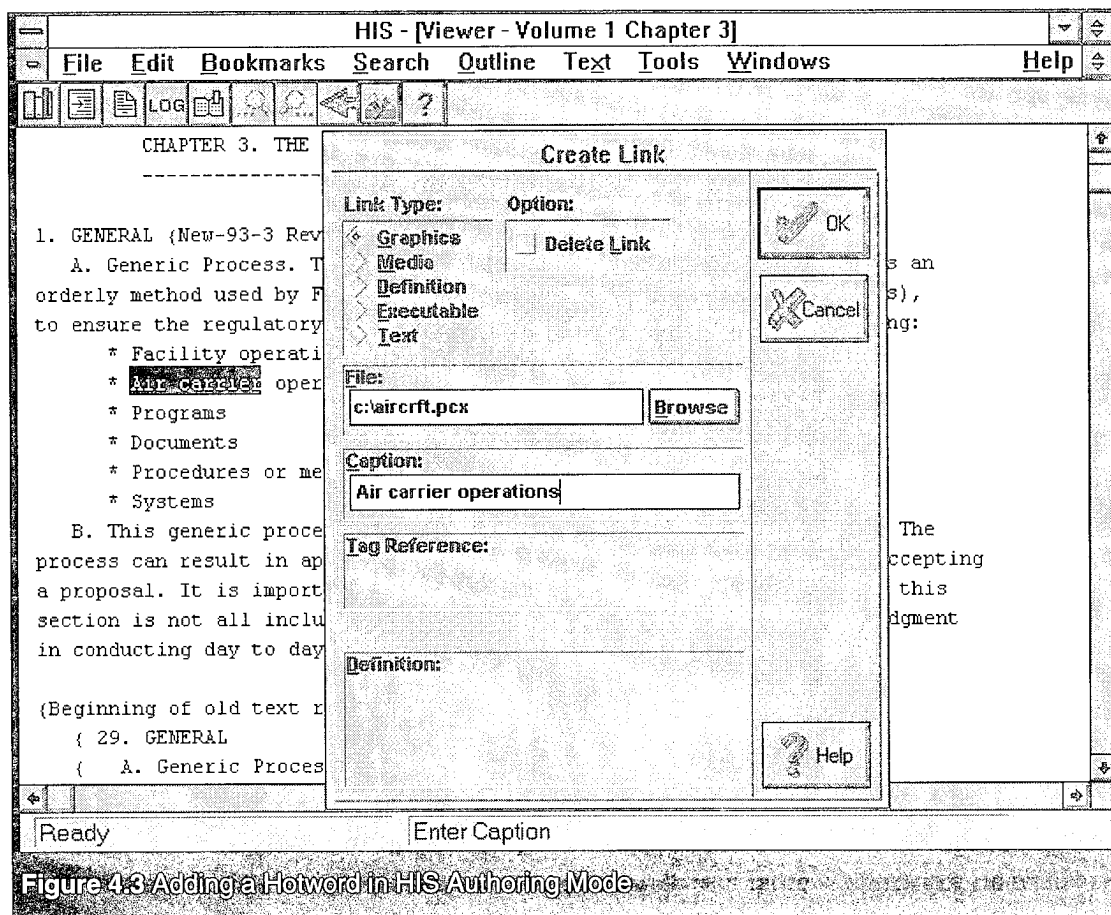 HIS - [Viewer - Volume 1 Chapter 3]
File Edit Bookmarks Search Outline Text Tools Windows Help
LOG ?
CHAPTER 3. THE
--------------
1. GENERAL {New-93-3 Rev
A. Generic Process. T
s an
orderly method used by F
s),
to ensure the regulatory
ng:
* Facility operati
* Air carrier oper
* Programs
* Documents
* Procedures or me
* Systems
B. This generic proce
The
process can result in ap
ccepting
a proposal. It is import
this
section is not all inclu
dgment
in conducting day to day
{Beginning of old text r
{ 29. GENERAL
{ A. Generic Proces
Create Link
Link Type:
Graphics
Media
Definition
Executable
Text
Option:
Delete Link
OK
Cancel
File:
c:\aircrft.pcx
Browse
Caption:
Air carrier operations
Tag Reference:
Definition:
Help
Ready
Enter Caption
Figure 4.3 Adding a Hotword in HIS Authoring Mode